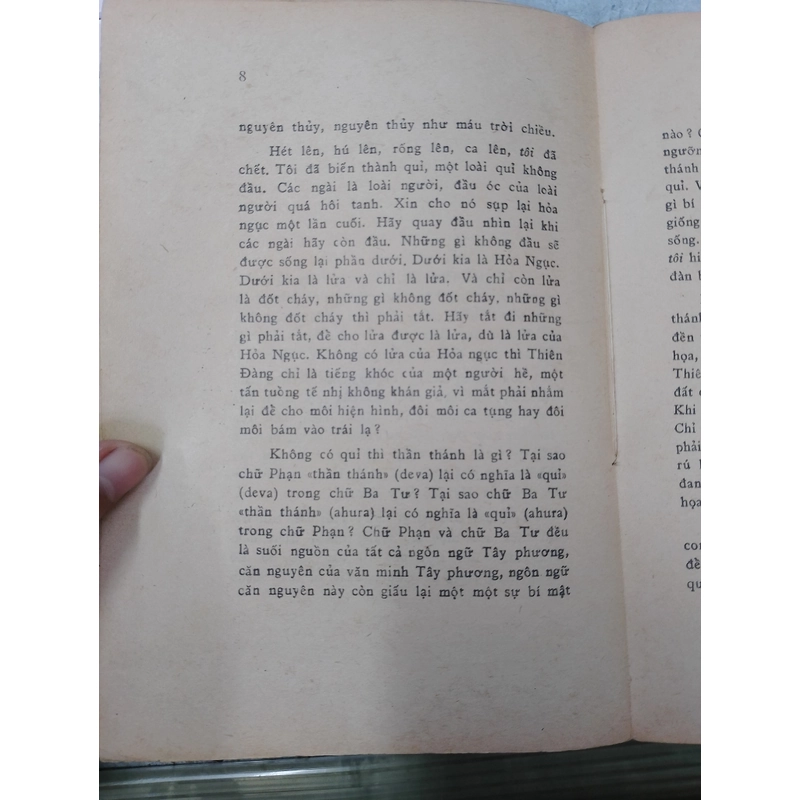 8
nguyên thủy, nguyên thủy như máu trời chiều.
Hét lên, hú lên, rống lên, ca lên, tôi đã
chết. Tôi đã biến thành quỉ, một loài quỉ không
đầu. Các ngài là loài người, đầu óc của loài
người quá hôi tanh. Xin cho nó sụp lại hỏa
ngục một lần cuối. Hãy quay đầu nhìn lại khi
các ngài hãy còn đầu. Những gì không đầu sẽ
được sống lại phần dưới. Dưới kia là Hỏa Ngục.
Dưới kia là lửa và chỉ là lửa. Và chỉ còn lửa
là đốt cháy, những gì không đốt cháy, những gì
không đốt cháy thì phải tắt. Hãy tắt đi những
gì phải tắt, để cho lửa được là lửa, dù là lửa của
Hỏa Ngục. Không có lửa của Hỏa ngục thì Thiên
Đàng chỉ là tiếng khóc của một người hề, một
tấn tuồng tế nhị không khán giả, vì mắt phải nhắm
lại để cho môi hiện hình, đôi môi ca tụng hay đôi
môi bám vào trái lạ?
Không có quỉ thì thần thánh là gì? Tại sao
chữ Phạn «thần thánh» (deva) lại có nghĩa là «quỉ»
(deva) trong chữ Ba Tư? Tại sao chữ Ba Tư
«thần thánh» (ahura) lại có nghĩa là «quỉ» (ahura)
trong chữ Phạn? Chữ Phạn và chữ Ba Tư đều
là suối nguồn của tất cả ngôn ngữ Tây phương,
căn nguyên của văn minh Tây phương, ngôn ngữ
căn nguyên này còn giấu lại một một sự bí mật
nào?
ngưỡn
thánh
quỉ. V
gì bí
giống
sống.
tôi hi
đàn b
thánh
đến
họa,
Thiê
đất c
Khi
Chỉ
phải
rú l
đan
họa
con
đề
qu